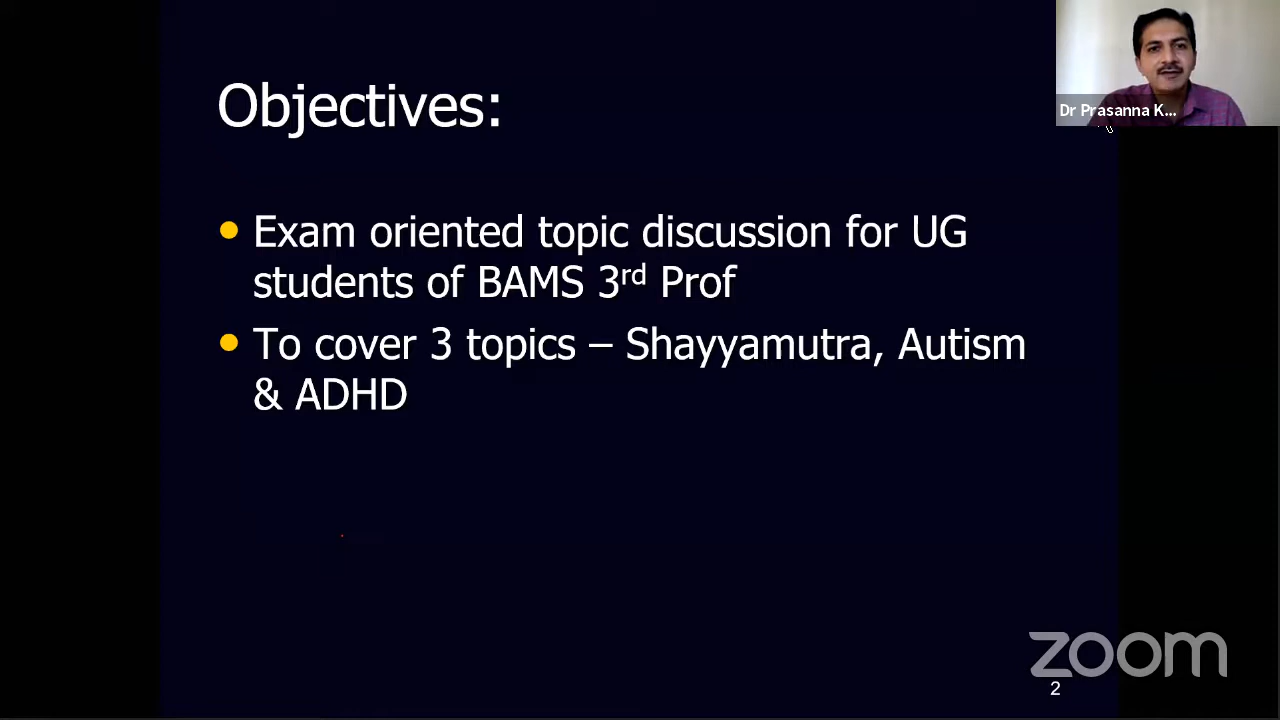 Objectives:
Dr Prasanna K...
• Exam oriented topic discussion for UG
students of BAMS 3rd Prof
• To cover 3 topics – Shayyamutra, Autism
& ADHD
zoom
2